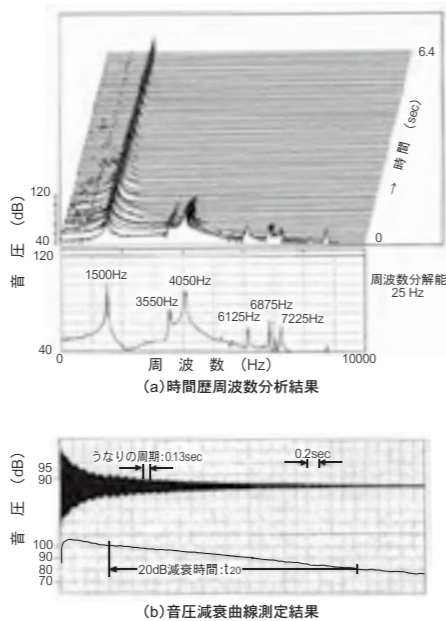 6.4
→ 時間 (sec)
0
120
音圧 (dB)
40
120
1500Hz
3550Hz
4050Hz
6125Hz
6875Hz
7225Hz
周波数分解能
25 Hz
40
0
周波数 (Hz)
10000
(a)時間歴周波数分析結果
うなりの周期:0.13sec
0.2sec
95
90
音圧 (dB)
100
90
80
70
20dB減衰時間:t20
(b)音圧減衰曲線測定結果